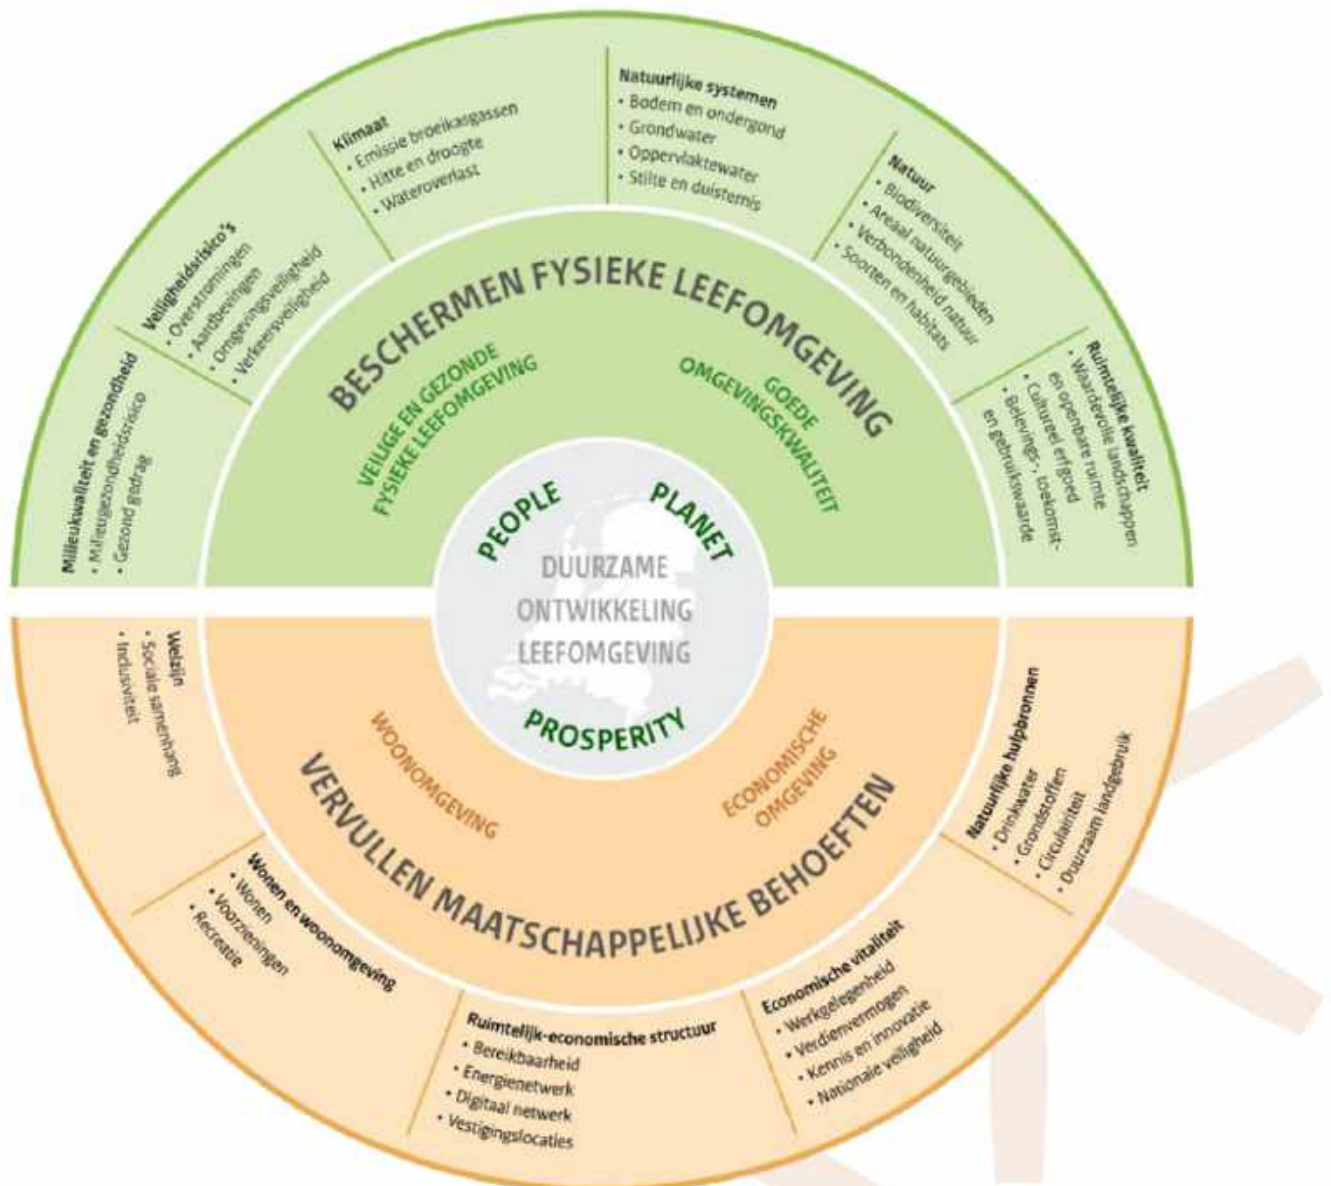 Natuurlijke systemen
• Bodem en ondergond
• Grondwater
• Oppervlaktewater
• Stilte en duisternis
Natuur
• Biodiversiteit
• Areaal natuurgebieden
• Verbondenheid natuur
• Soorten en habitats
Ruimtelijke kwaliteit
• Waardevolle landschappen
en openbare ruimte
• Cultureel erfgoed
• Belevings-, toekomst-
en gebruikswaarde
Klimaat
• Emissie broeikasgassen
• Hitte en droogte
• Wateroverlast
Veiligheidsrisico's
• Overstromingen
• Aardbevingen
• Omgevingsveiligheid
• Verkeersveiligheid
Milieukwaliteit en gezondheid
• Milieugezondheidsrisico
• Gezond gedrag
BESCHERMEN FYSIEKE LEEFOMGEVING
VEILIGE EN GEZONDE
FYSIEKE LEEFOMGEVING
GOEDE
OMGEVINGSKWALITEIT
PEOPLE
PLANET
DUURZAME
ONTWIKKELING
LEEFOMGEVING
PROSPERITY
WOONOMGEVING
ECONOMISCHE
OMGEVING
VERVULLEN MAATSCHAPPELIJKE BEHOEFTEN
Welzijn
• Sociale samenhang
• Inclusiviteit
Wonen en woonomgeving
• Wonen
• Voorzieningen
• Recreatie
Ruimtelijk-economische structuur
• Bereikbaarheid
• Energienetwerk
• Digitaal netwerk
• Vestigingslocaties
Economische vitaliteit
• Werkgelegenheid
• Verdienvermogen
• Kennis en innovatie
• Nationale veiligheid
Natuurlijke hulpbronnen
• Drinkwater
• Grondstoffen
• Circulairiteit
• Duurzaam landgebruik